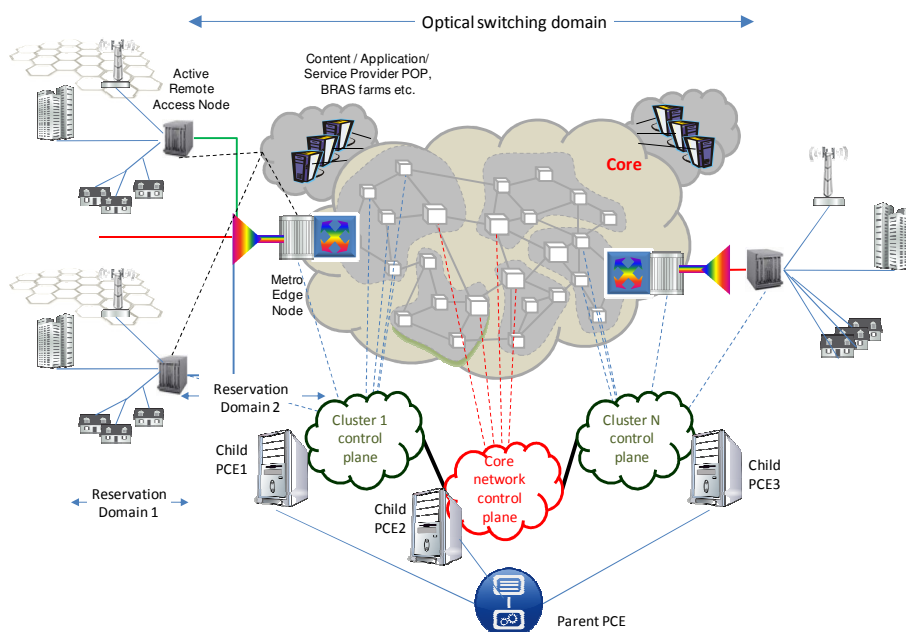 Optical switching domain
Content / Application/
Service Provider POP,
BRAS farms etc.
Active
Remote
Access Node
Core
Metro
Edge
Node
Reservation
Domain 2
Cluster 1
control
plane
Cluster N
control
plane
Child
PCE1
Core
network
control
plane
Child
PCE3
Reservation
Domain 1
Child
PCE2
Parent PCE